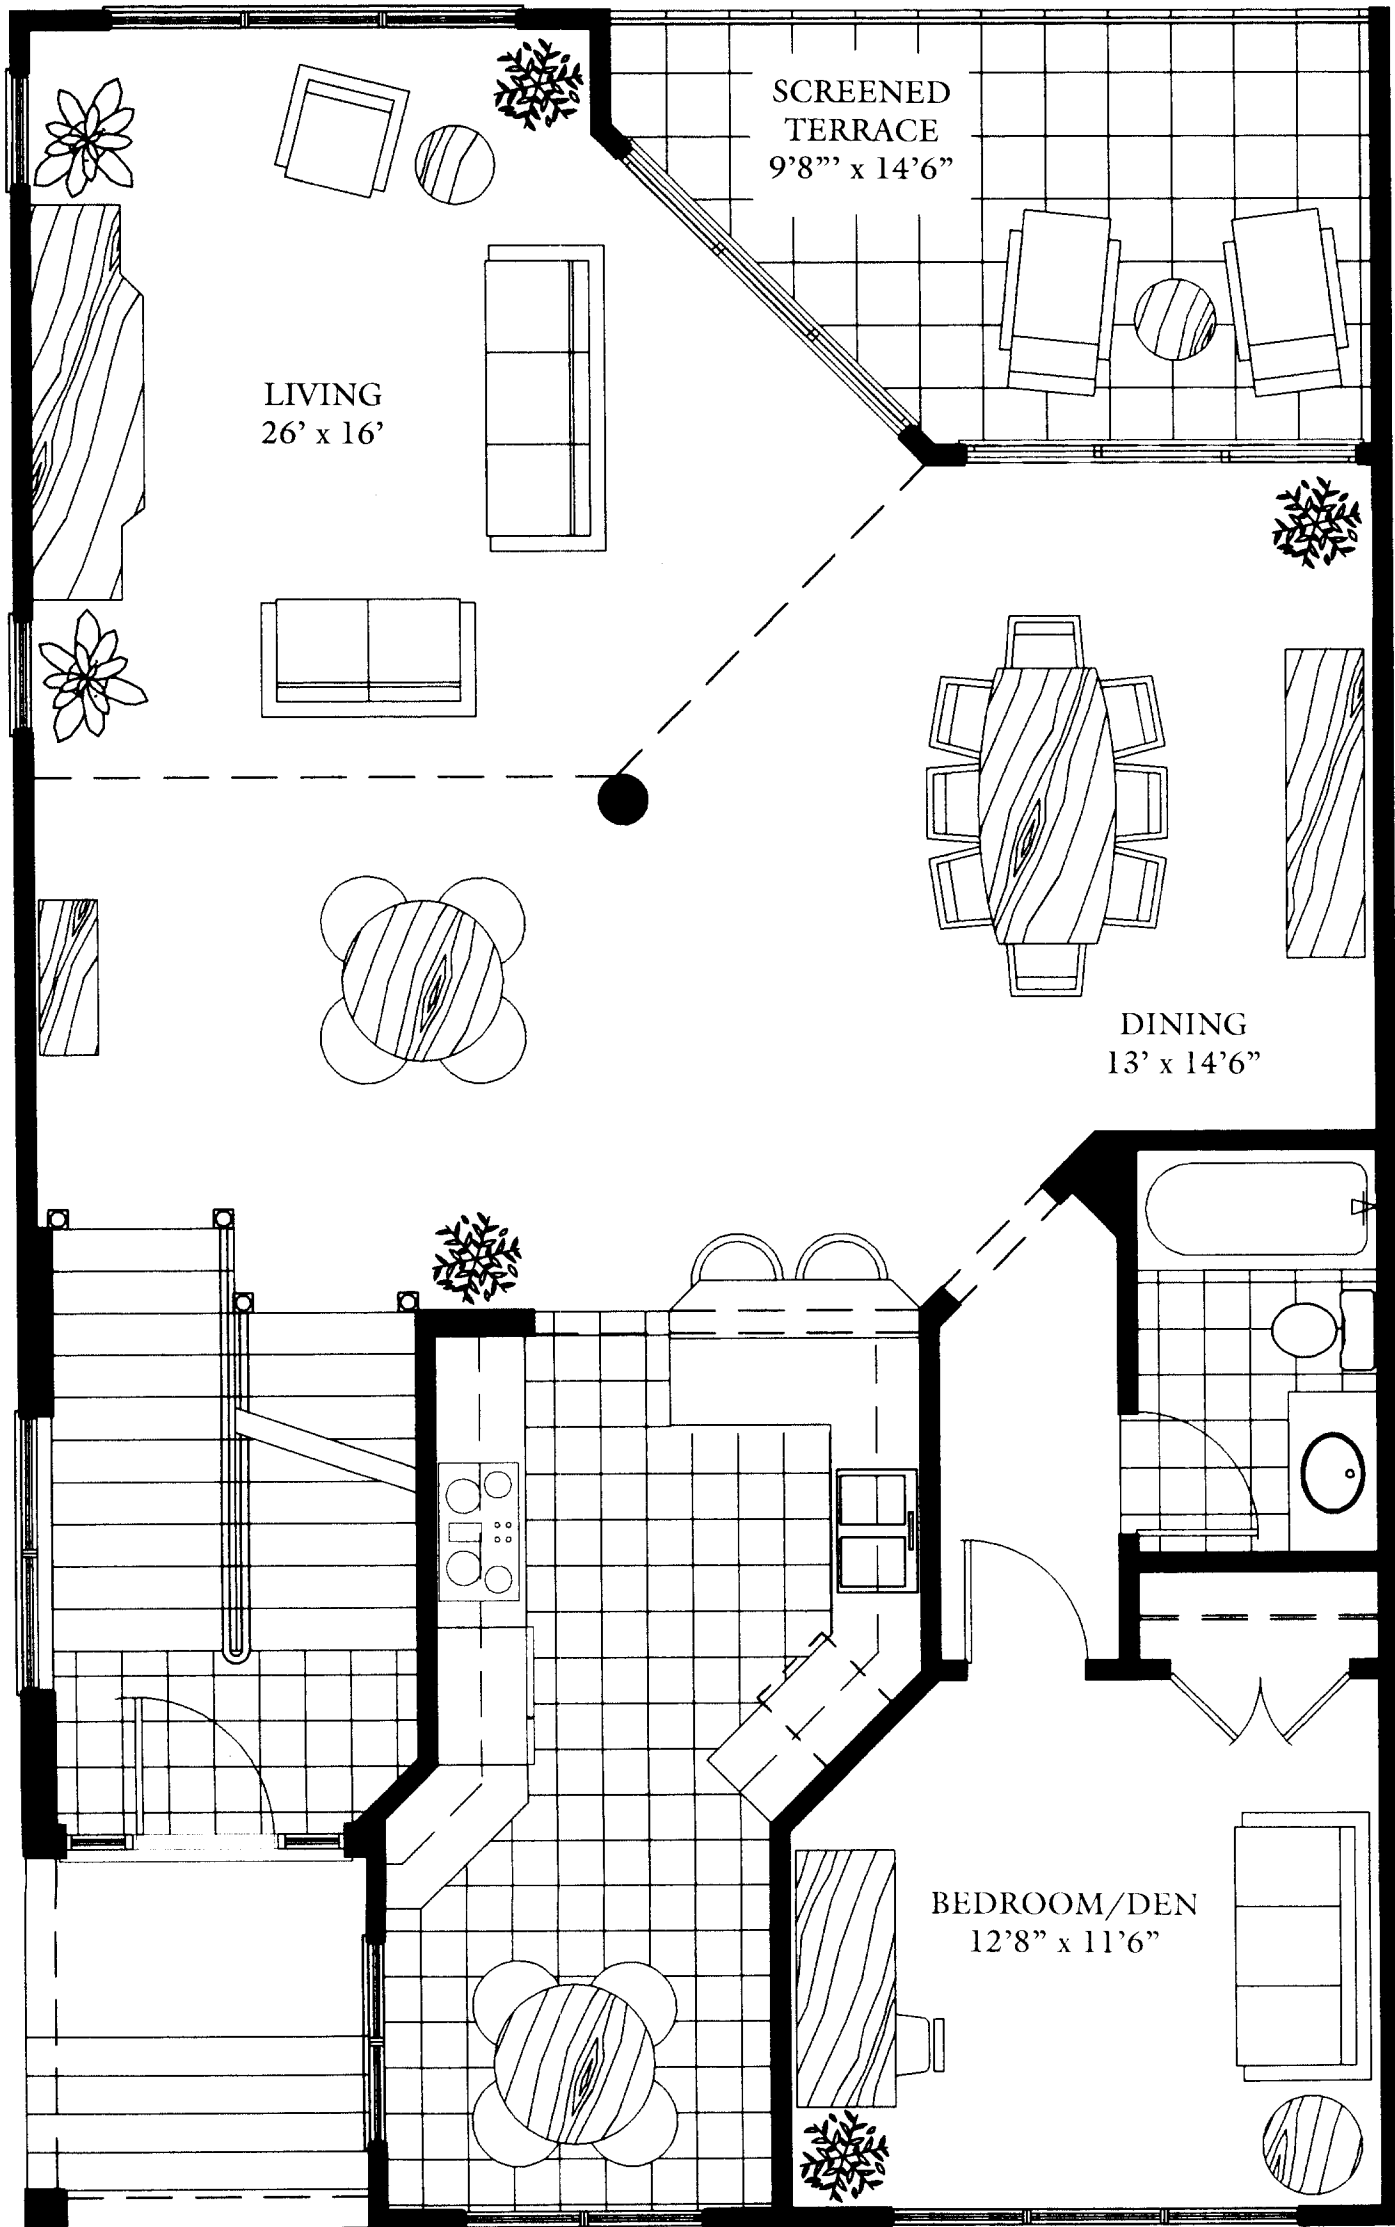 SCREENED
TERRACE
9'8"' x 14'6"
LIVING
26' x 16'
DINING
13' x 14'6"
BEDROOM/DEN
12'8" x 11'6"